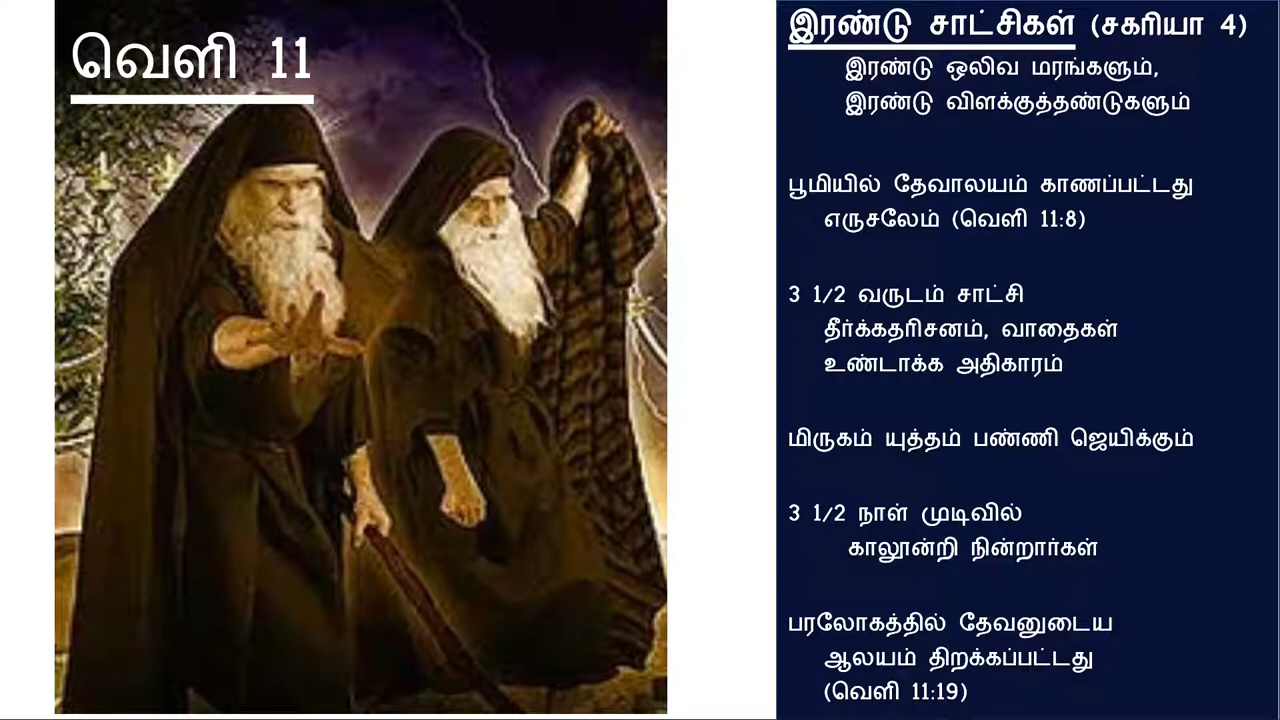 வெளி 11
இரண்டு சாட்சிகள் (சகரியா 4)
இரண்டு ஒலிவ மரங்களும்,
இரண்டு விளக்குத்தண்டுகளும்
பூமியில் தேவாலயம் காணப்பட்டது
எருசலேம் (வெளி 11:8)
3 1/2 வருடம் சாட்சி
தீர்க்கதரிசனம், வாதைகள்
உண்டாக்க அதிகாரம்
மிருகம் யுத்தம் பண்ணி ஜெயிக்கும்
3 1/2 நாள் முடிவில்
காலூன்றி நின்றார்கள்
பரலோகத்தில் தேவனுடைய
ஆலயம் திறக்கப்பட்டது
(வெளி 11:19)